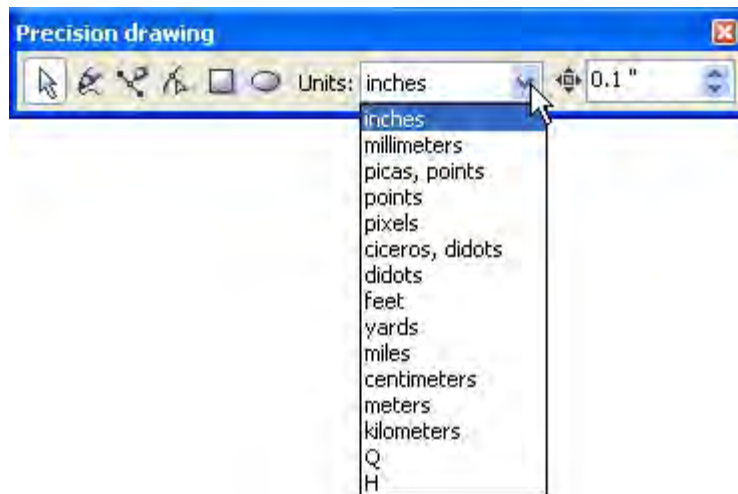 Precision drawing
Units: inches 0.1 "
inches
millimeters
picas, points
points
pixels
ciceros, didots
didots
feet
yards
miles
centimeters
meters
kilometers
Q
H